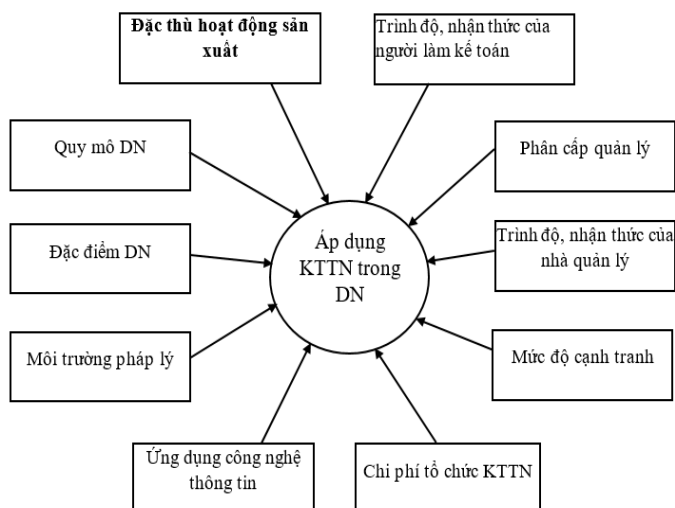 Đặc thù hoạt động sản
xuất
Trình độ, nhận thức của
người làm kế toán
Quy mô DN
Phân cấp quản lý
Đặc điểm DN
Áp dụng
KTTN trong
DN
Trình độ, nhận thức của
nhà quản lý
Môi trường pháp lý
Mức độ cạnh tranh
Ứng dụng công nghệ
thông tin
Chi phí tổ chức KTTN